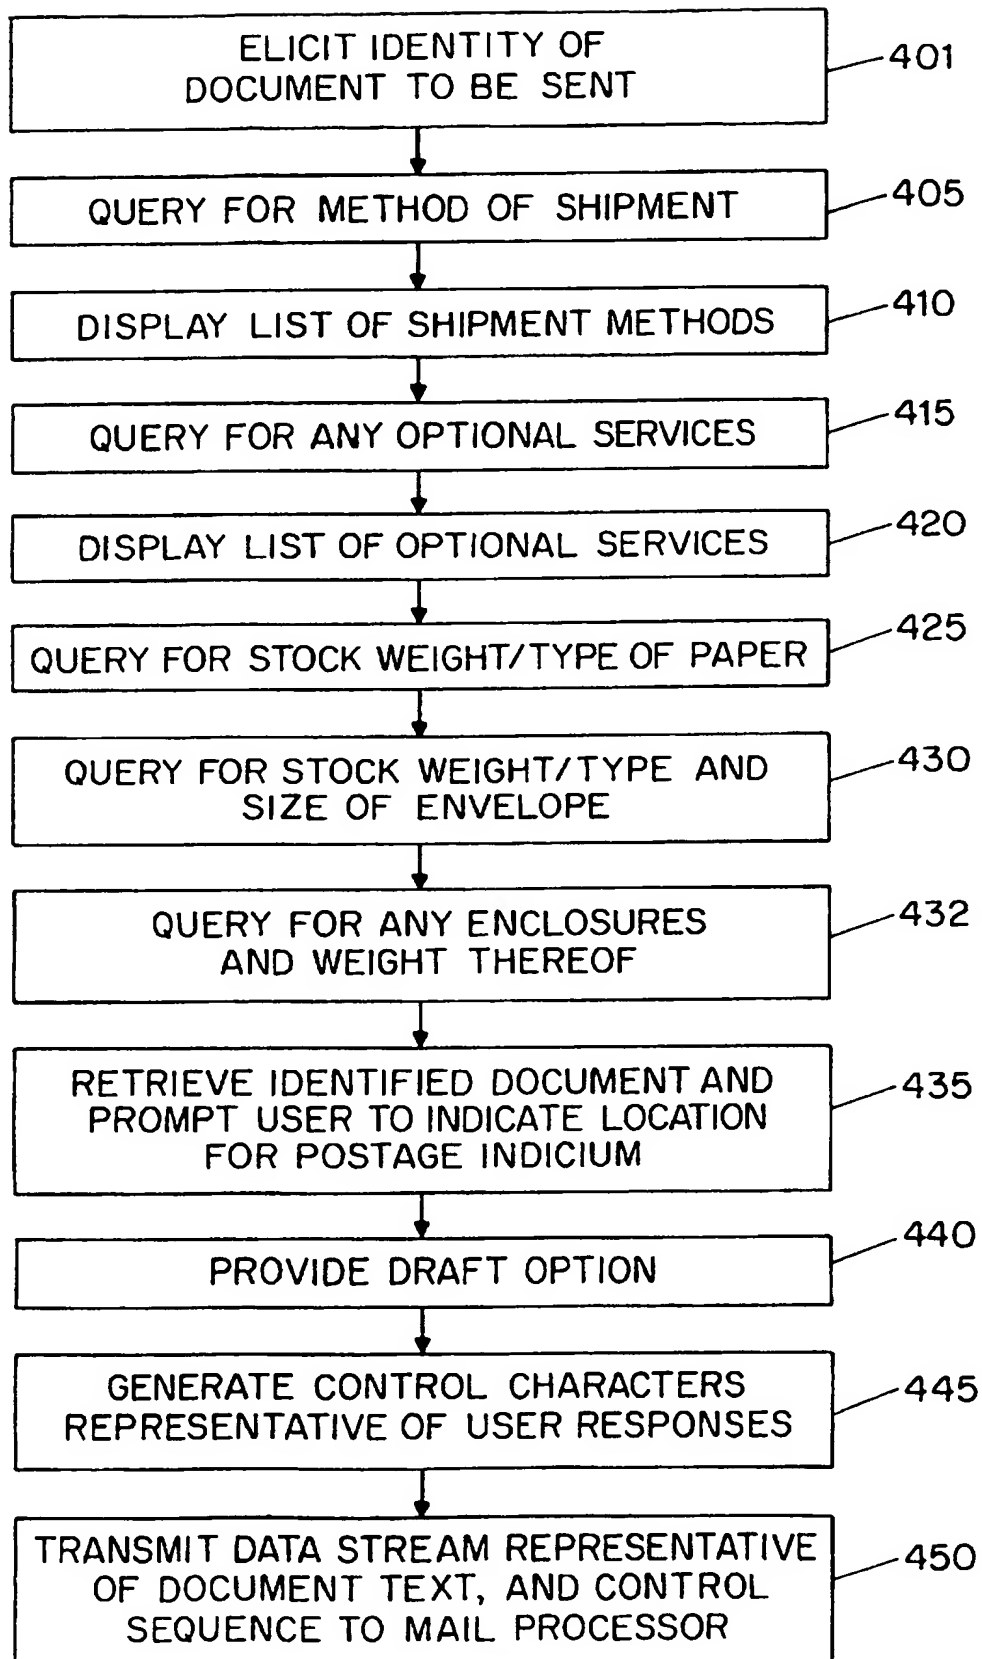 ELICIT IDENTITY OF
DOCUMENT TO BE SENT
401
QUERY FOR METHOD OF SHIPMENT
405
DISPLAY LIST OF SHIPMENT METHODS
410
QUERY FOR ANY OPTIONAL SERVICES
415
DISPLAY LIST OF OPTIONAL SERVICES
420
QUERY FOR STOCK WEIGHT/TYPE OF PAPER
425
QUERY FOR STOCK WEIGHT/TYPE AND
SIZE OF ENVELOPE
430
QUERY FOR ANY ENCLOSURES
AND WEIGHT THEREOF
432
RETRIEVE IDENTIFIED DOCUMENT AND
PROMPT USER TO INDICATE LOCATION
FOR POSTAGE INDICIUM
435
PROVIDE DRAFT OPTION
440
GENERATE CONTROL CHARACTERS
REPRESENTATIVE OF USER RESPONSES
445
TRANSMIT DATA STREAM REPRESENTATIVE
OF DOCUMENT TEXT, AND CONTROL
SEQUENCE TO MAIL PROCESSOR
450